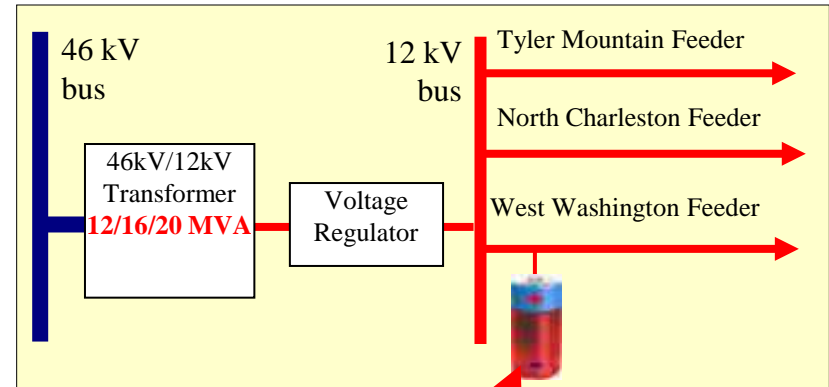 46 kV
bus
46kV/12kV
Transformer
12/16/20 MVA
Voltage
Regulator
12 kV
bus
Tyler Mountain Feeder
North Charleston Feeder
West Washington Feeder